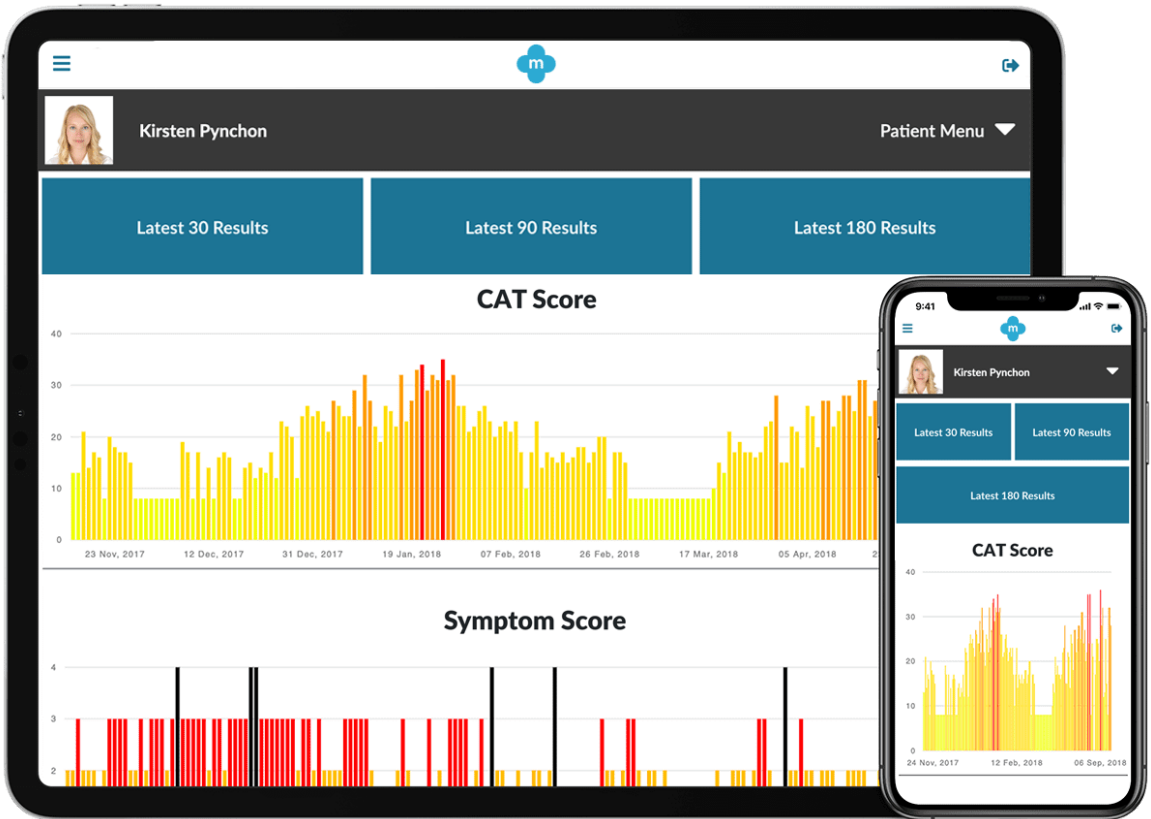 m
Kirsten Pynchon
Patient Menu
Latest 30 Results
Latest 90 Results
Latest 180 Results
CAT Score
40
30
20
10
0
23 Nov, 2017
12 Dec, 2017
31 Dec, 2017
19 Jan, 2018
07 Feb, 2018
26 Feb, 2018
17 Mar, 2018
05 Apr, 2018
2
Symptom Score
4
3
2
9:41
m
Kirsten Pynchon
Latest 30 Results
Latest 90 Results
Latest 180 Results
CAT Score
40
30
20
10
0
24 Nov, 2017
12 Feb, 2018
06 Sep, 2018